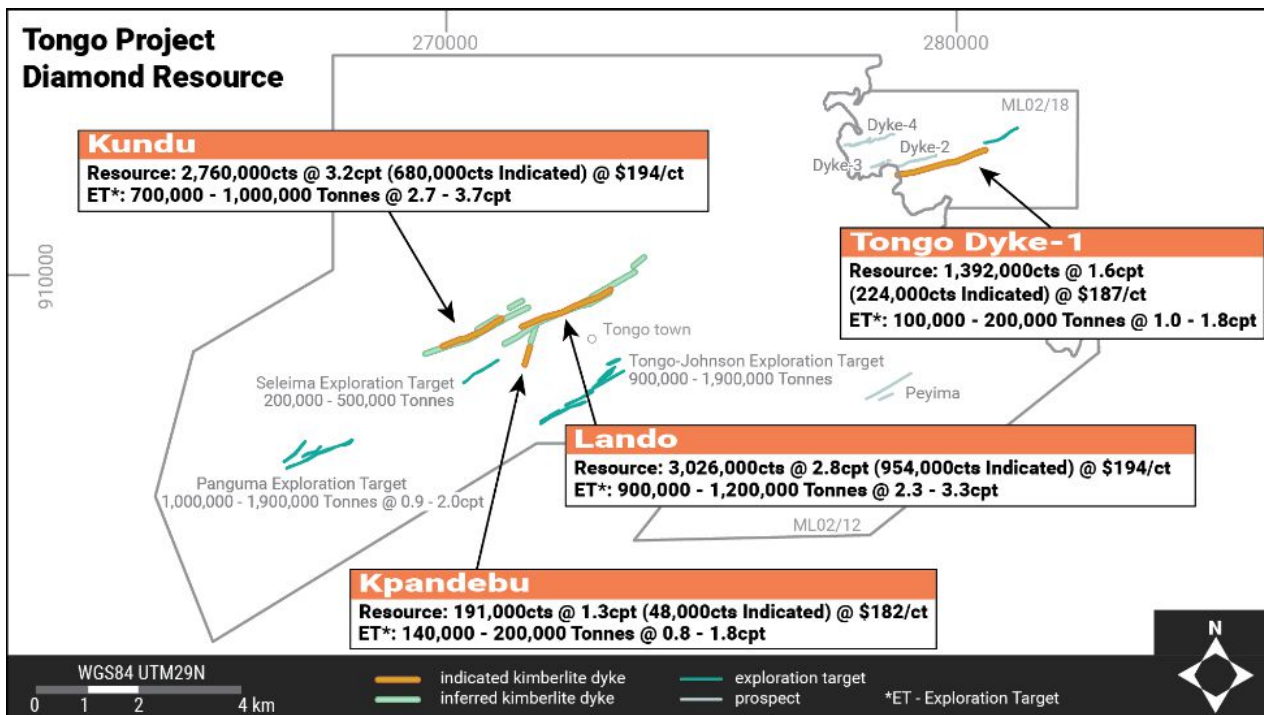 Tongo Project
Diamond Resource
270000
280000
910000
ML02/18
Dyke-4
Dyke-2
Dyke-3
Kundu
Resource: 2,760,000cts @ 3.2cpt (680,000cts Indicated) @ $194/ct
ET*: 700,000 - 1,000,000 Tonnes @ 2.7 - 3.7cpt
Tongo Dyke-1
Resource: 1,392,000cts @ 1.6cpt
(224,000cts Indicated) @ $187/ct
ET*: 100,000 - 200,000 Tonnes @ 1.0 - 1.8cpt
Tongo town
Seleima Exploration Target
200,000 - 500,000 Tonnes
Tongo-Johnson Exploration Target
900,000 - 1,900,000 Tonnes
Peyima
Lando
Resource: 3,026,000cts @ 2.8cpt (954,000cts Indicated) @ $194/ct
ET*: 900,000 - 1,200,000 Tonnes @ 2.3 - 3.3cpt
Panguma Exploration Target
1,000,000 - 1,900,000 Tonnes @ 0.9 - 2.0cpt
ML02/12
Kpandebu
Resource: 191,000cts @ 1.3cpt (48,000cts Indicated) @ $182/ct
ET*: 140,000 - 200,000 Tonnes @ 0.8 - 1.8cpt
WGS84 UTM29N
0 1 2 4 km
indicated kimberlite dyke
inferred kimberlite dyke
exploration target
prospect
*ET - Exploration Target
N